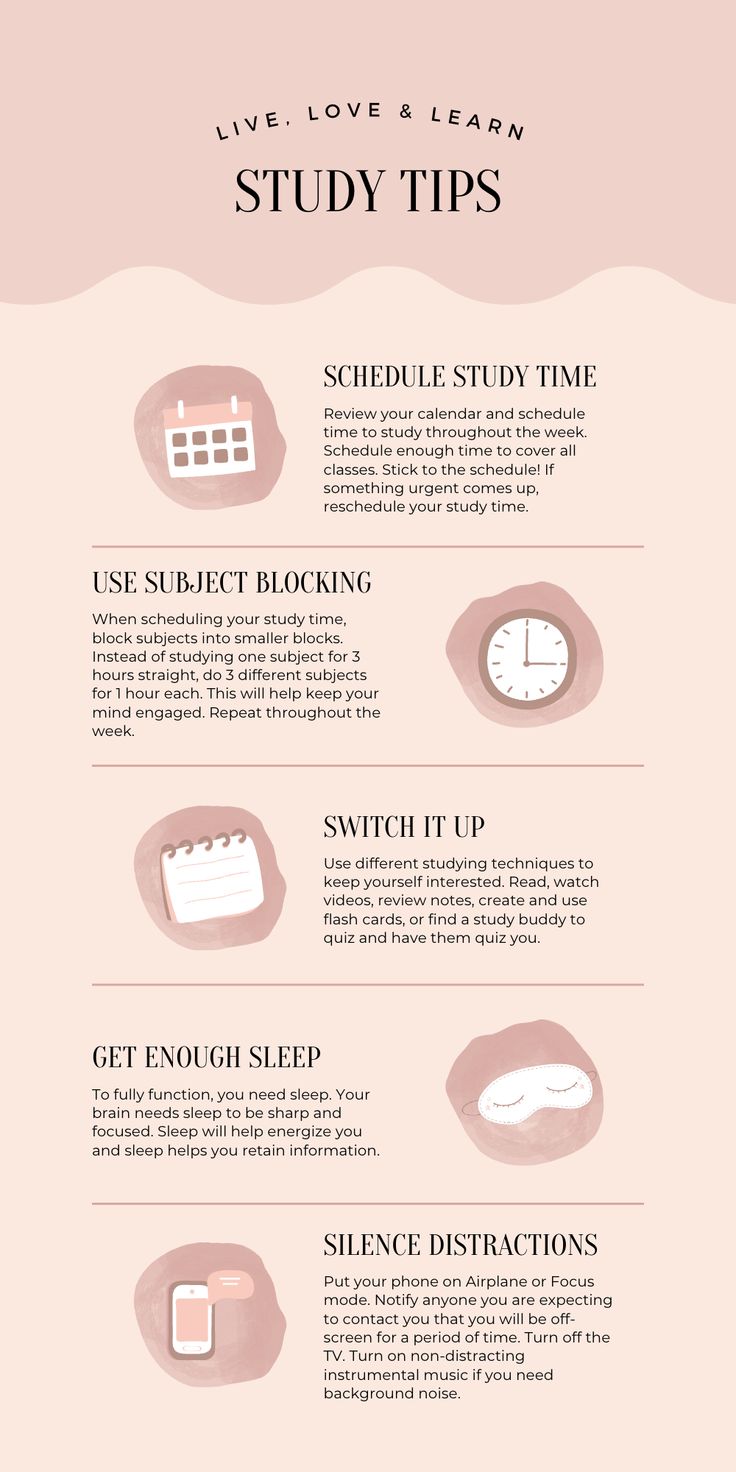 LIVE, LOVE & LEARN
STUDY TIPS
SCHEDULE STUDY TIME
Review your calendar and schedule
time to study throughout the week.
Schedule enough time to cover all
classes. Stick to the schedule! If
something urgent comes up,
reschedule your study time.
USE SUBJECT BLOCKING
When scheduling your study time,
block subjects into smaller blocks.
Instead of studying one subject for 3
hours straight, do 3 different subjects
for 1 hour each. This will help keep your
mind engaged. Repeat throughout the
week.
SWITCH IT UP
Use different studying techniques to
keep yourself interested. Read, watch
videos, review notes, create and use
flash cards, or find a study buddy to
quiz and have them quiz you.
GET ENOUGH SLEEP
To fully function, you need sleep. Your
brain needs sleep to be sharp and
focused. Sleep will help energize you
and sleep helps you retain information.
SILENCE DISTRACTIONS
Put your phone on Airplane or Focus
mode. Notify anyone you are expecting
to contact you that you will be off-
screen for a period of time. Turn off the
TV. Turn on non-distracting
instrumental music if you need
background noise.